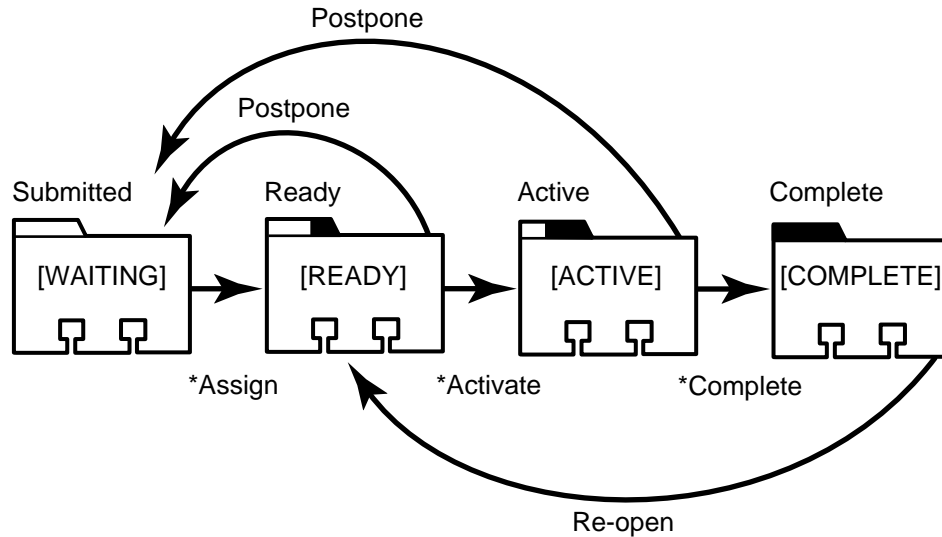 Postpone
Postpone
Submitted
Ready
Active
Complete
[WAITING]
[READY]
[ACTIVE]
[COMPLETE]
*Assign
*Activate
*Complete
Re-open